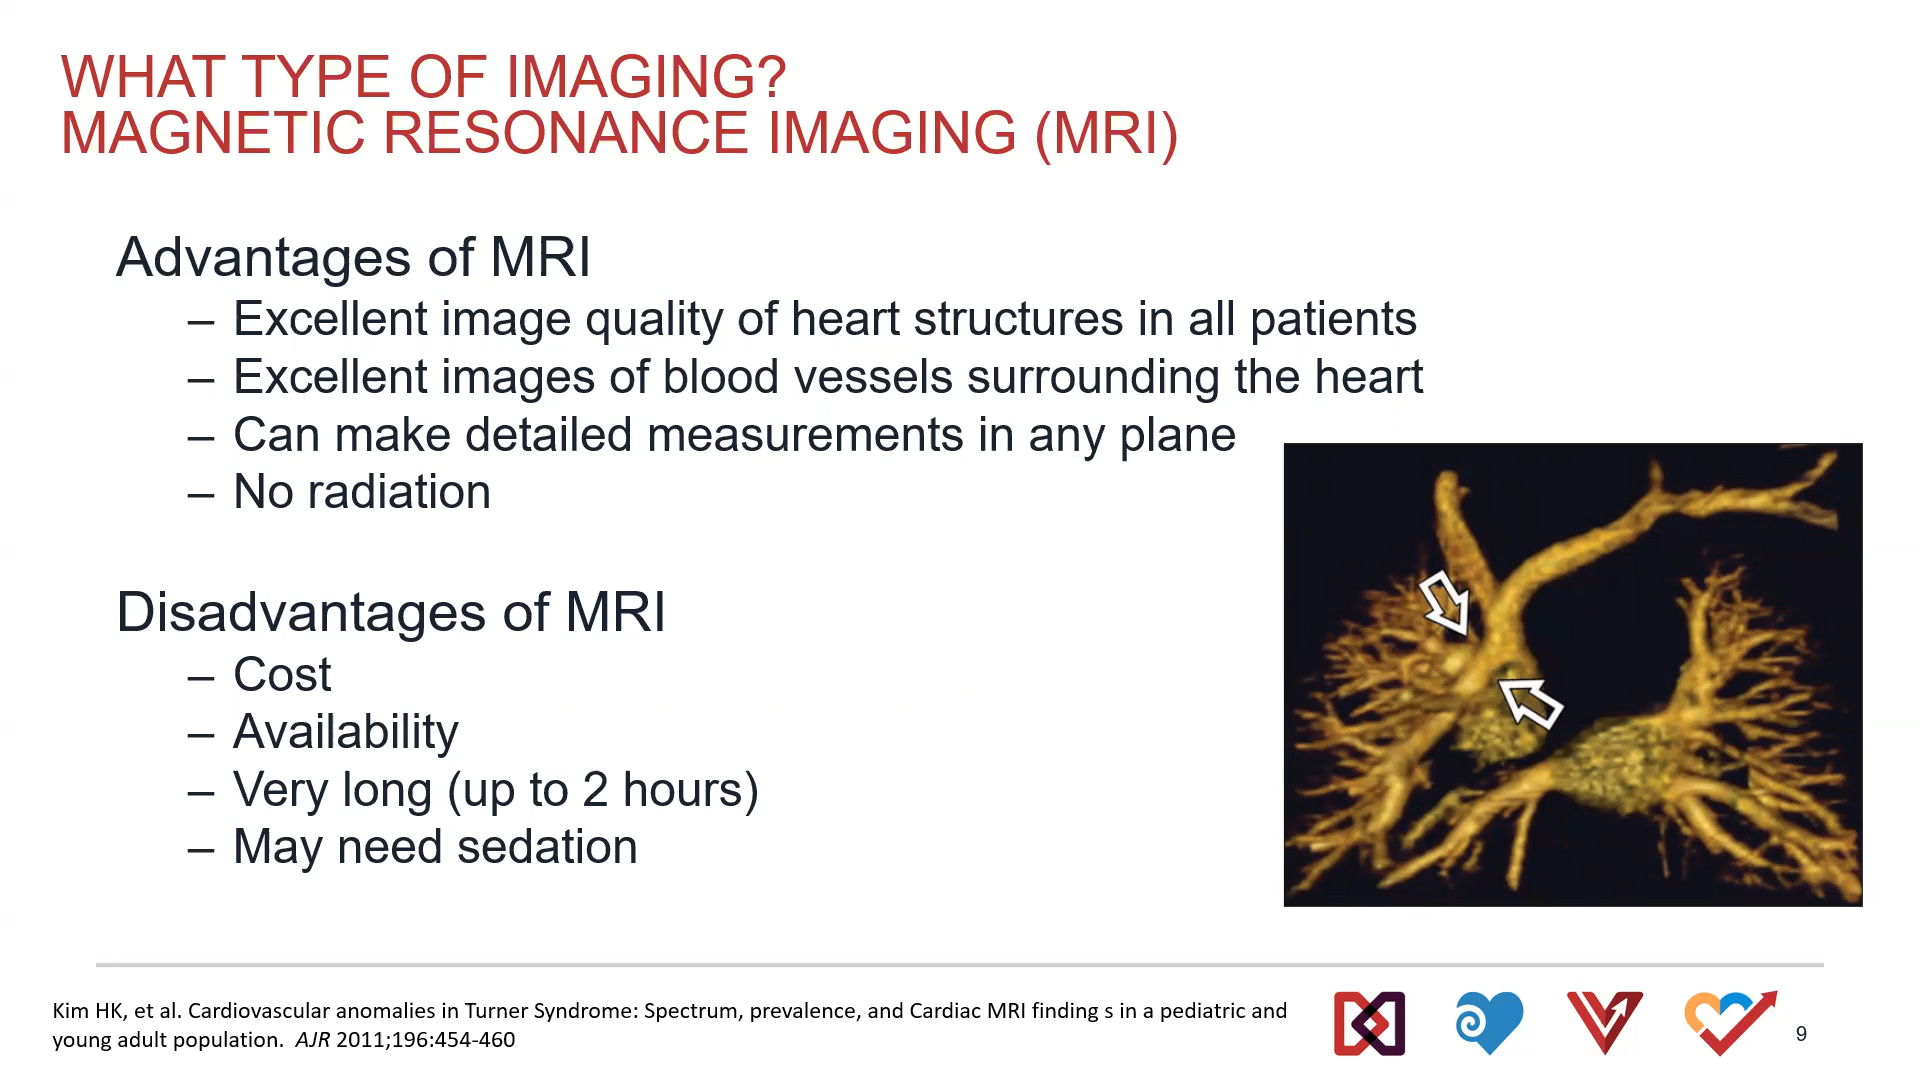 WHAT TYPE OF IMAGING?
MAGNETIC RESONANCE IMAGING (MRI)
Advantages of MRI
– Excellent image quality of heart structures in all patients
– Excellent images of blood vessels surrounding the heart
– Can make detailed measurements in any plane
– No radiation
Disadvantages of MRI
– Cost
– Availability
– Very long (up to 2 hours)
– May need sedation
Kim HK, et al. Cardiovascular anomalies in Turner Syndrome: Spectrum, prevalence, and Cardiac MRI finding s in a pediatric and
young adult population. AJR 2011;196:454-460
9